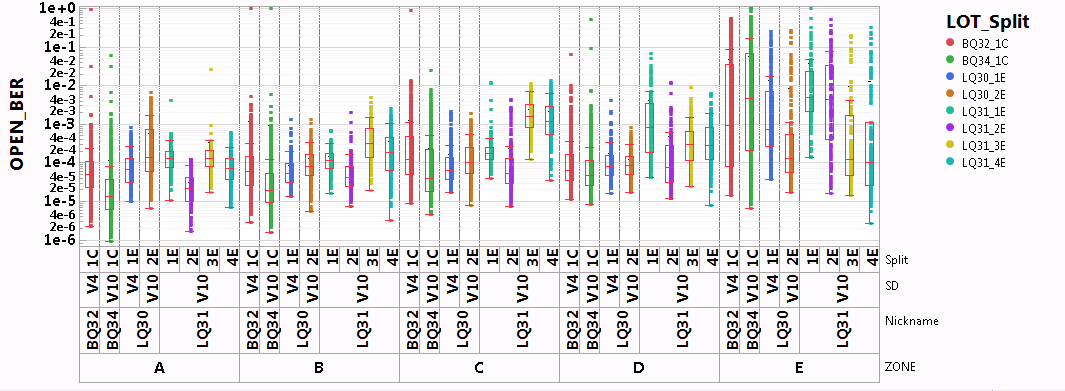 LOT_Split
BQ32_1C
BQ34_1C
LQ30_1E
LQ30_2E
LQ31_1E
LQ31_2E
LQ31_3E
LQ31_4E
OPEN_BER
1e+0
4e-1
2e-1
1e-1
4e-2
2e-2
1e-2
4e-3
2e-3
1e-3
4e-4
2e-4
1e-4
4e-5
2e-5
1e-5
4e-6
2e-6
1e-6
1C 1C 1E 2E 1E 2E 3E 4E 1C 1C 1E 2E 1E 2E 3E 4E 1C 1C 1E 2E 1E 2E 3E 4E 1C 1C 1E 2E 1E 2E 3E 4E 1C 1C 1E 2E 1E 2E 3E 4E Split
V4 V10 V4 V10 V10 V4 V10 V4 V10 V10 V4 V10 V4 V10 V10 V4 V10 V4 V10 V10 V4 V10 V4 V10 V10 SD
BQ32 BQ34 LQ30 LQ31 BQ32 BQ34 LQ30 LQ31 BQ32 BQ34 LQ30 LQ31 BQ32 BQ34 LQ30 LQ31 BQ32 BQ34 LQ30 LQ31 Nickname
A B C D E ZONE